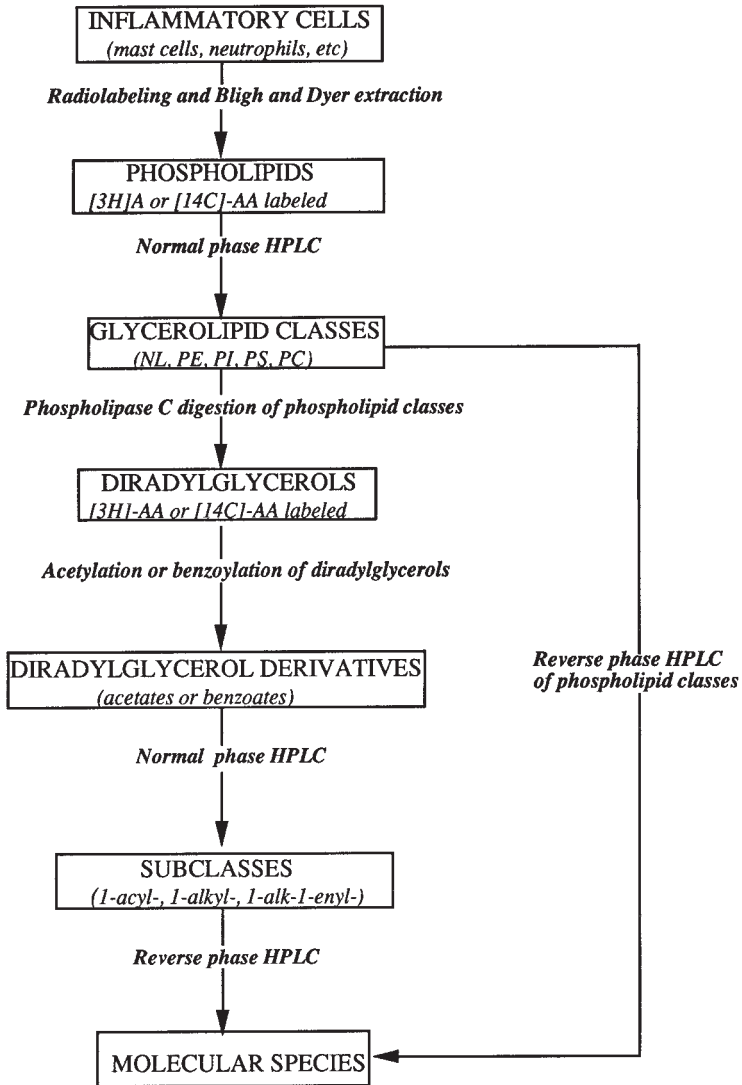 INFLAMMATORY CELLS
(mast cells, neutrophils, etc)
Radiolabeling and Bligh and Dyer extraction
PHOSPHOLIPIDS
[3H]A or [14C]-AA labeled
Normal phase HPLC
GLYCEROLIPID CLASSES
(NL, PE, PI, PS, PC)
Phospholipase C digestion of phospholipid classes
DIRADYLGLYCEROLS
[3H]-AA or [14C]-AA labeled
Acetylation or benzoylation of diradylglycerols
DIRADYLGLYCEROL DERIVATIVES
(acetates or benzoates)
Reverse phase HPLC
of phospholipid classes
Normal phase HPLC
SUBCLASSES
(1-acyl-, 1-alkyl-, 1-alk-1-enyl-)
Reverse phase HPLC
MOLECULAR SPECIES